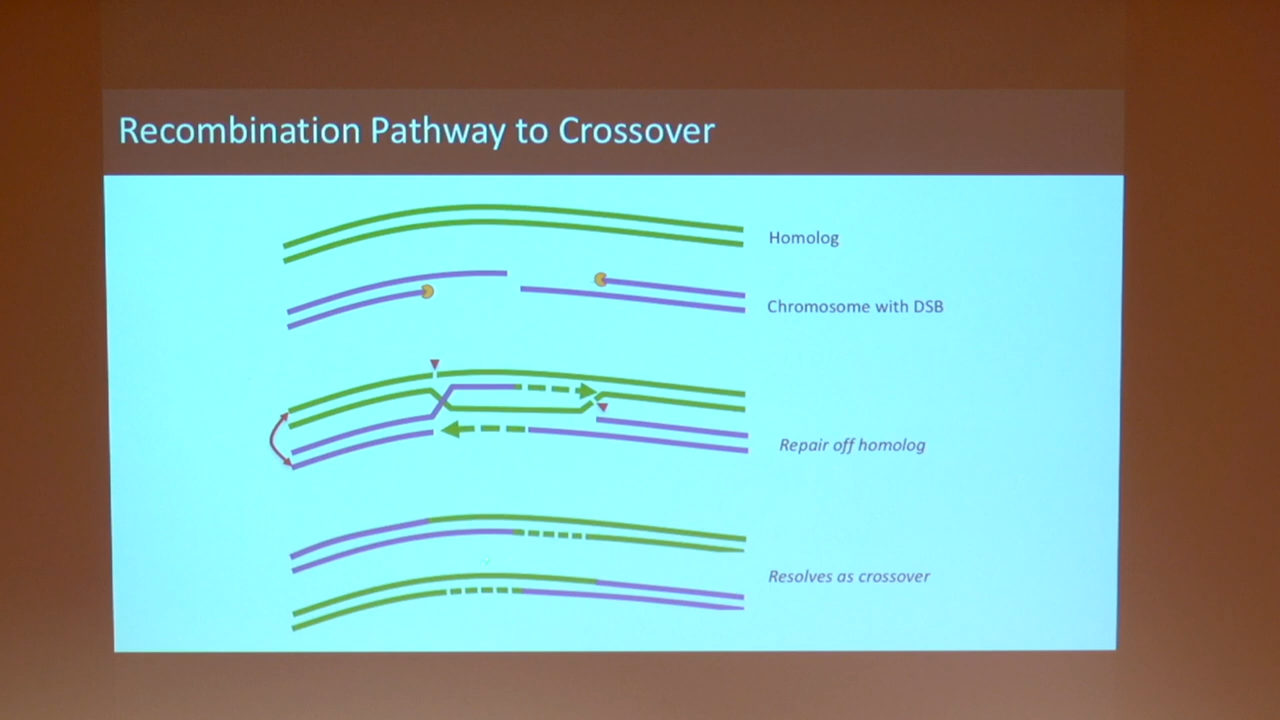 Recombination Pathway to Crossover
Homolog
Chromosome with DSB
Repair off homolog
Resolves as crossover